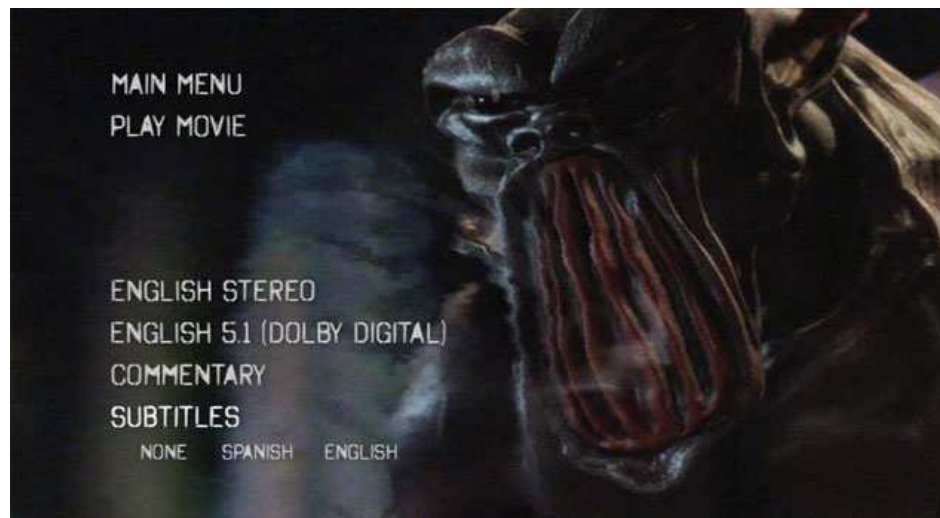 MAIN MENU
PLAY MOVIE
ENGLISH STEREO
ENGLISH 5.1 (DOLBY DIGITAL)
COMMENTARY
SUBTITLES
NONE SPANISH ENGLISH